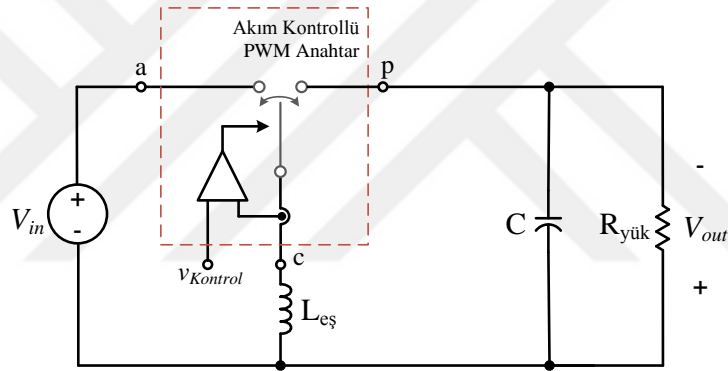 Akım Kontrollü
PWM Anahtar
a
p
+
-
V_in
v_Kontrol
c
L_eş
C
R_yük
-
V_out
+